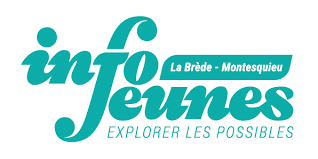 info
La Brède - Montesquieu
jeunes
EXPLORER LES POSSIBLES